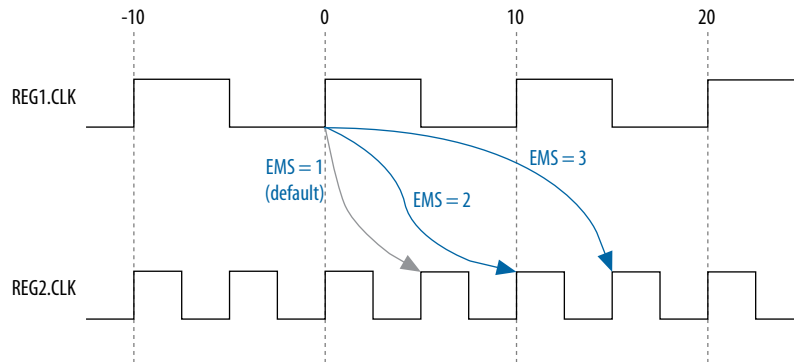 -10 0 10 20
REG1.CLK
EMS = 1
(default)
EMS = 2
EMS = 3
REG2.CLK